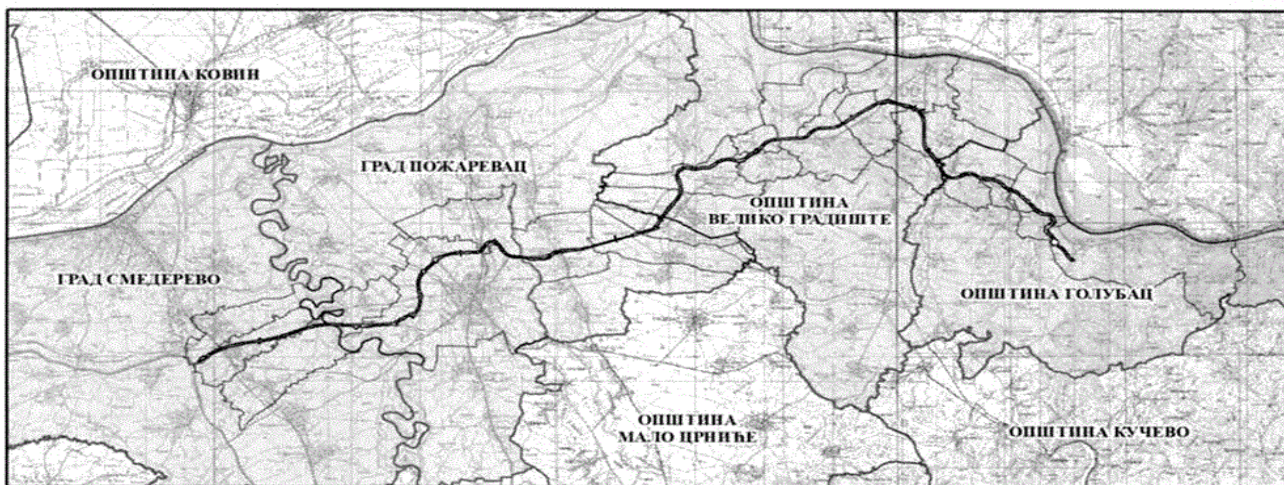 ОПШТИНА КОВИН
ГРАД ПОЖАРЕВАЦ
ОПШТИНА
ВЕЛИКО ГРАДИШТЕ
ГРАД СМЕДЕРЕВО
ОПШТИНА ГОЛУБАЦ
ОПШТИНА
МАЛО ЦРНИЋЕ
ОПШТИНА КУЧЕВО